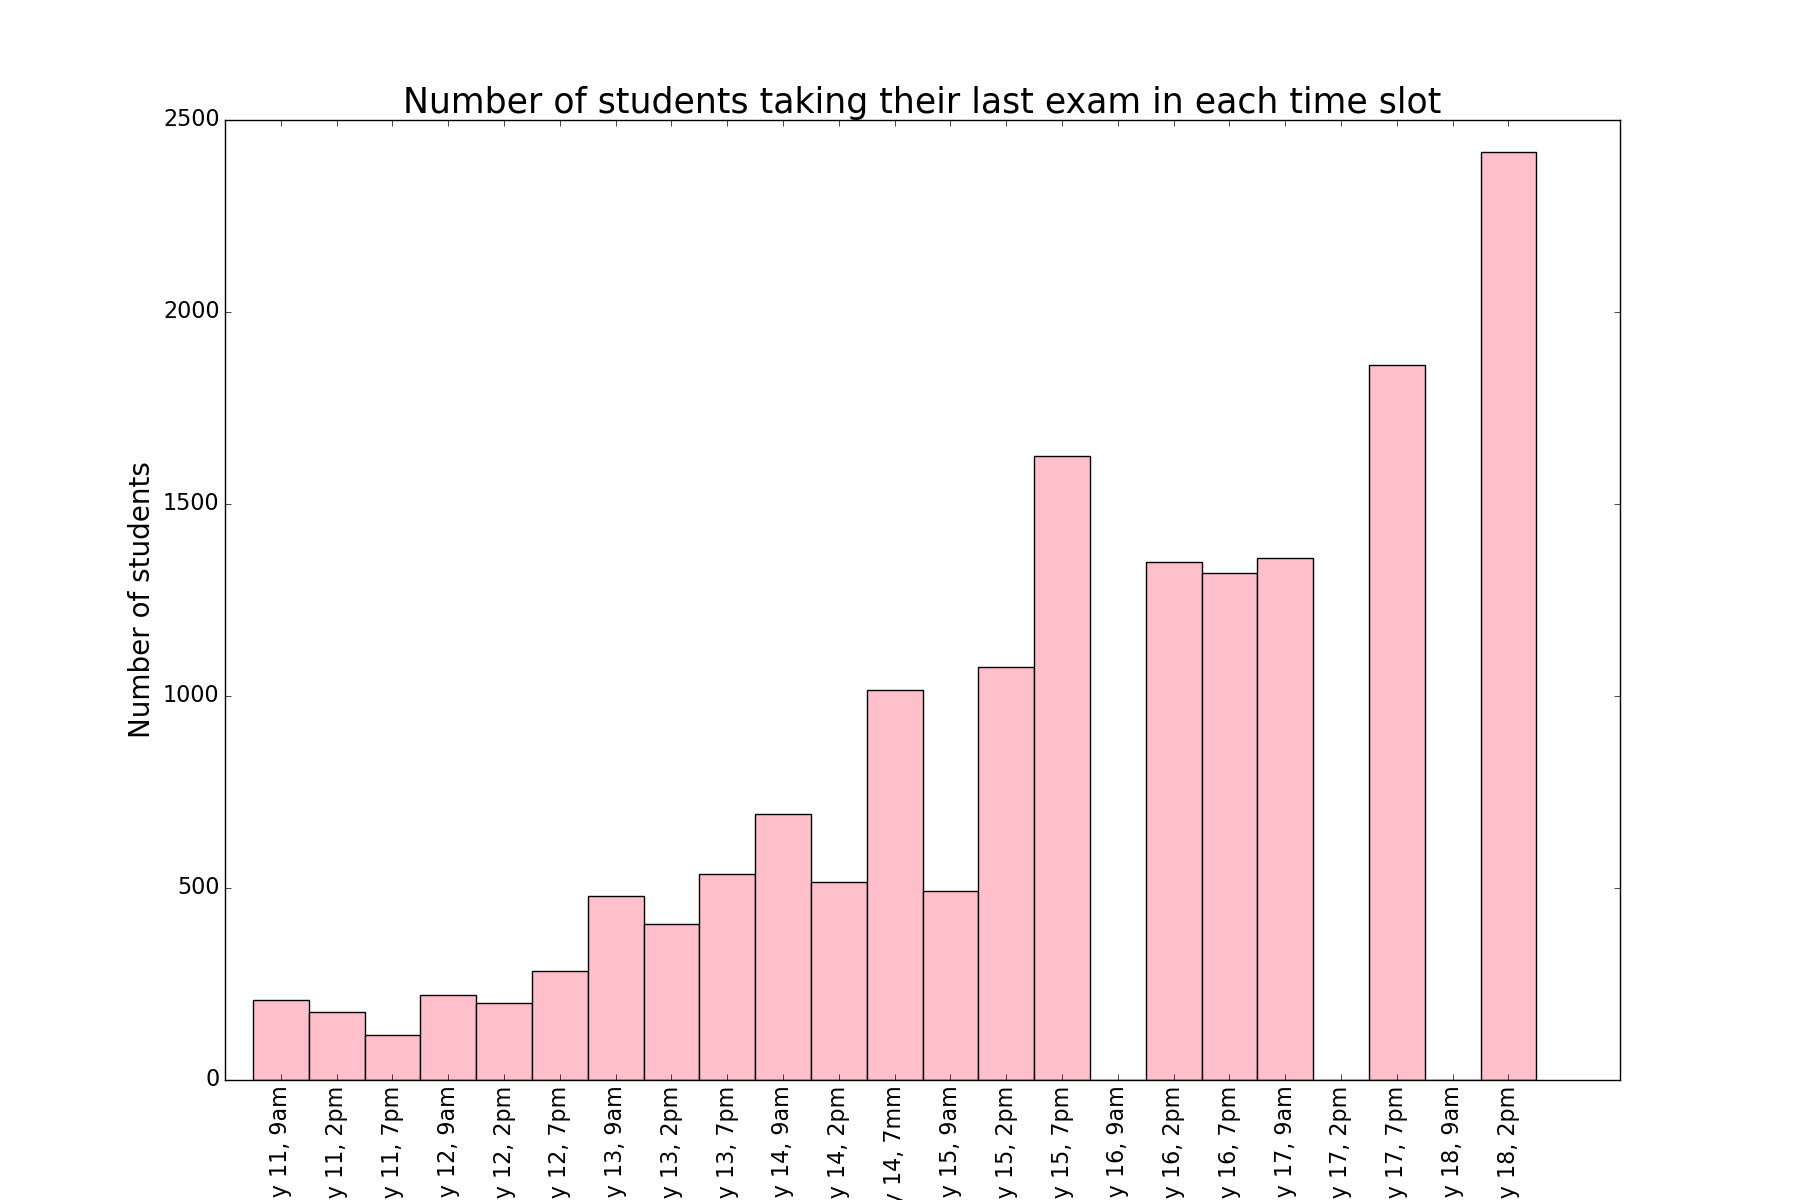 Number of students taking their last exam in each time slot
Number of students
2500
2000
1500
1000
500
0
y 11, 9am
y 11, 2pm
y 11, 7pm
y 12, 9am
y 12, 2pm
y 12, 7pm
y 13, 9am
y 13, 2pm
y 13, 7pm
y 14, 9am
y 14, 2pm
y 14, 7mm
y 15, 9am
y 15, 2pm
y 15, 7pm
y 16, 9am
y 16, 2pm
y 16, 7pm
y 17, 9am
y 17, 2pm
y 17, 7pm
y 18, 9am
y 18, 2pm